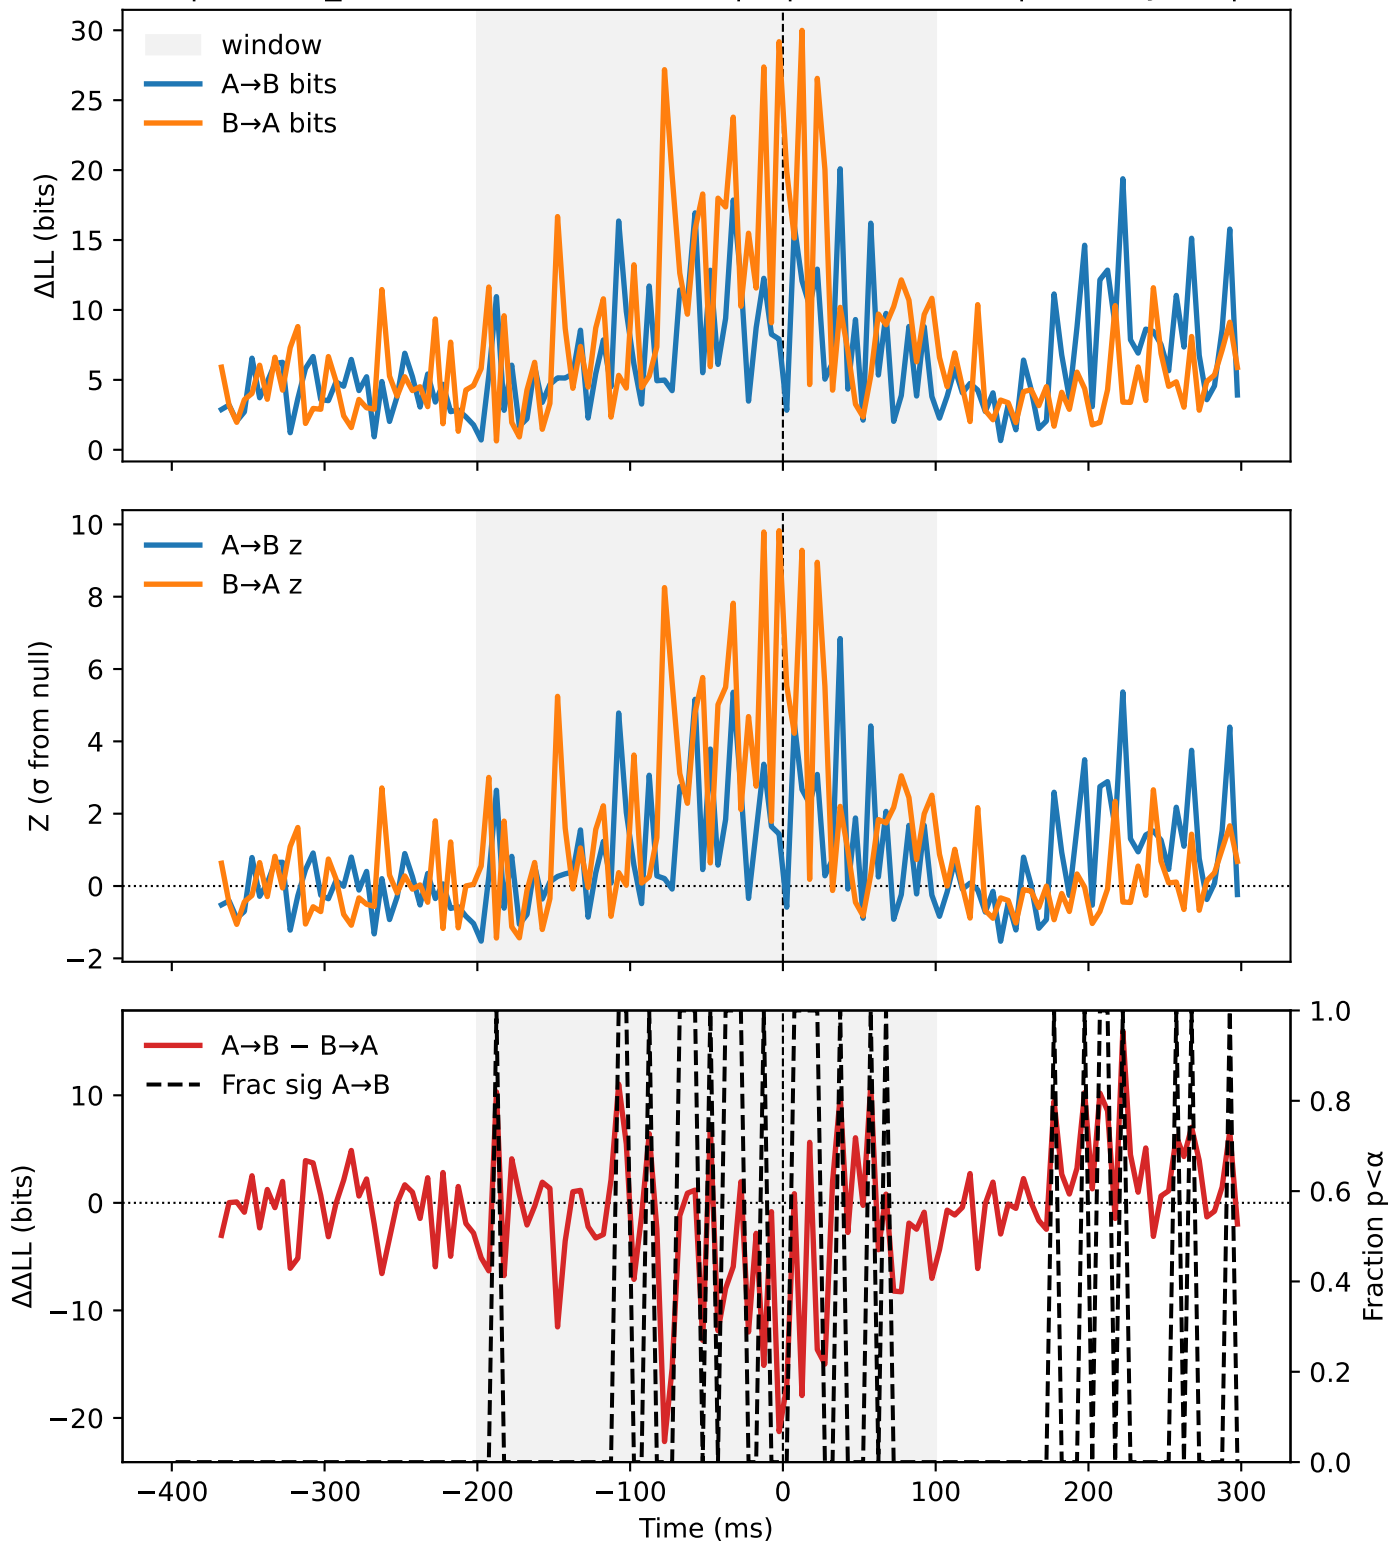 30
25
20
15
10
5
0
ΔLL (bits)
window
A→B bits
B→A bits
10
8
6
4
2
0
−2
Z (σ from null)
A→B z
B→A z
10
0
−10
−20
ΔΔLL (bits)
A→B − B→A
Frac sig A→B
1.0
0.8
0.6
0.4
0.2
0.0
Fraction p<α
−400
−300
−200
−100
0
100
200
300
Time (ms)